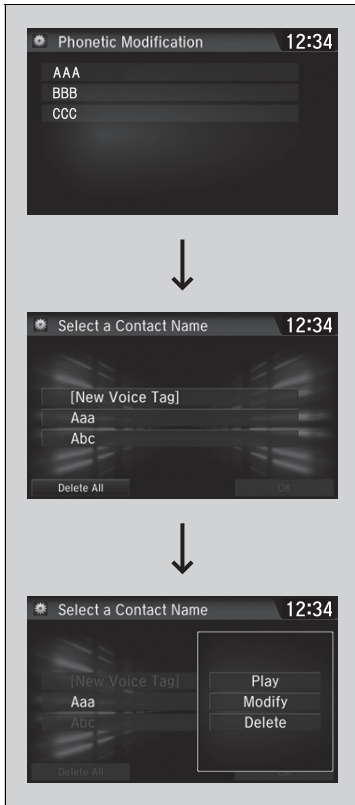 Phonetic Modification 12:34
AAA
BBB
CCC
Select a Contact Name 12:34
[New Voice Tag]
Aaa
Abc
Delete All OK
Select a Contact Name 12:34
[New Voice Tag] Play
Aaa Modify
Abc Delete
Delete All OK